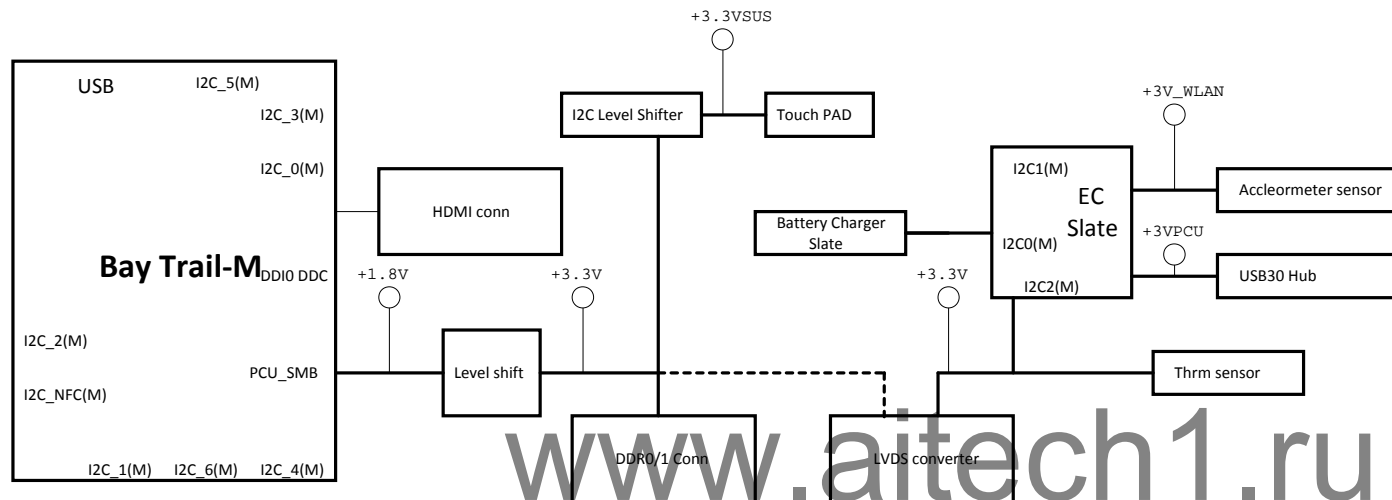 +3.3VSUS
USB
I2C_5(M)
I2C_3(M)
I2C_0(M)
Bay Trail-M
DDI0 DDC
I2C_2(M)
PCU_SMB
I2C_NFC(M)
I2C_1(M)
I2C_6(M)
I2C_4(M)
HDMI conn
+1.8V
Level shift
+3.3V
I2C Level Shifter
Touch PAD
DDR0/1 Conn
Battery Charger
Slate
I2C1(M)
EC
Slate
I2C0(M)
I2C2(M)
+3V_WLAN
Accleormeter sensor
+3VPCU
USB30 Hub
+3.3V
Thrm sensor
LVDS converter
www.aitech1.ru